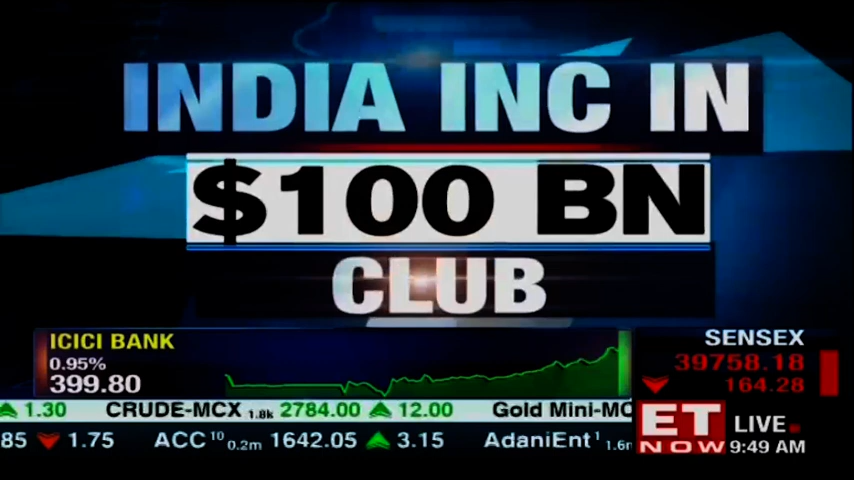 INDIA INC IN
$100 BN
CLUB
ICICI BANK
0.95%
399.80
SENSEX
39758.18
164.28
1.30 CRUDE-MCX 1.8k 2784.00 12.00 Gold Mini-MC
85 1.75 ACC 10 0.2m 1642.05 3.15 AdaniEnt 1 1.6m
ET
NOW
LIVE
9:49 AM